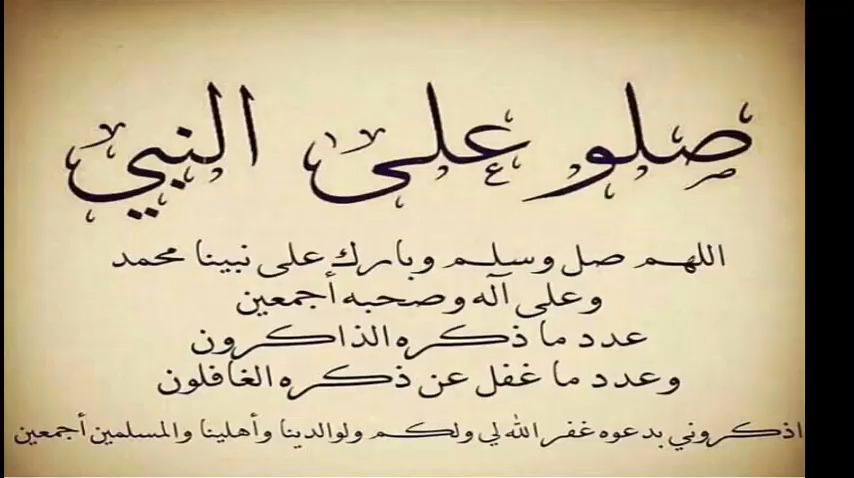 صلو على النبي
اللهم صل وسلم وبارك على نبينا محمد
وعلى آله وصحبه أجمعين
عدد ما ذكره الذاكرون
وعدد ما غفل عن ذكره الغافلون
اذكروني بدعوه غفر الله لي ولكم ولوالدينا وأهلينا والمسلمين أجمعين